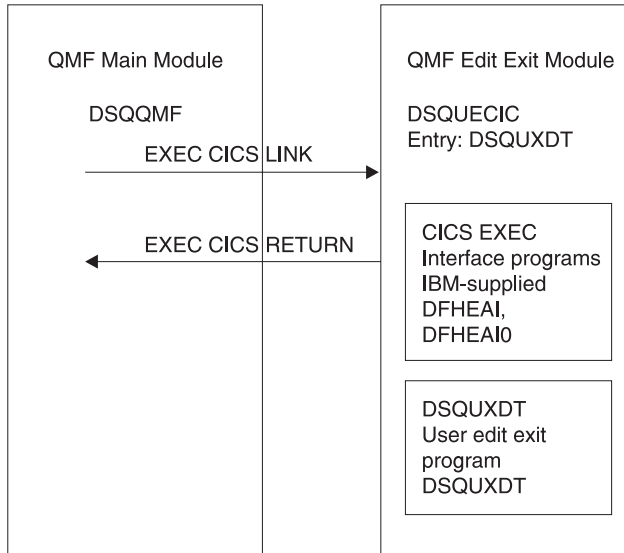 QMF Main Module
DSQQMF
EXEC CICS LINK
EXEC CICS RETURN
QMF Edit Exit Module
DSQUECIC
Entry: DSQUXDT
CICS EXEC
Interface programs
IBM-supplied
DFHEAI,
DFHEAI0
DSQUXDT
User edit exit
program
DSQUXDT